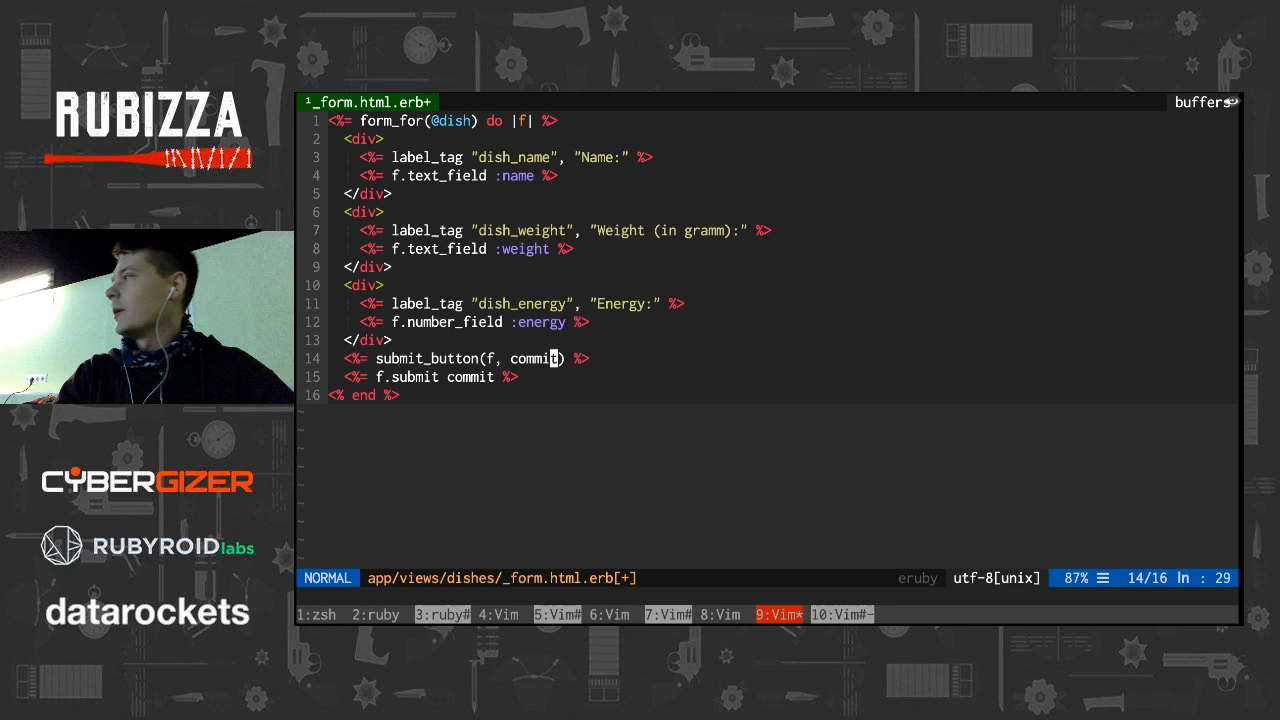 RUBIZZA
CYBERGIZER
RUBYROIDlabs
datarockets
¹_form.html.erb+
buffers
1 <%= form_for(@dish) do |f| %>
2 <div>
3 <%= label_tag "dish_name", "Name:" %>
4 <%= f.text_field :name %>
5 </div>
6 <div>
7 <%= label_tag "dish_weight", "Weight (in gramm):" %>
8 <%= f.text_field :weight %>
9 </div>
10 <div>
11 <%= label_tag "dish_energy", "Energy:" %>
12 <%= f.number_field :energy %>
13 </div>
14 <%= submit_button(f, commit) %>
15 <%= f.submit commit %>
16 <% end %>
~
~
~
~
~
~
~
~
~
NORMAL app/views/dishes/_form.html.erb[+] eruby utf-8[unix] 87% ☰ 14/16 ln : 29
1:zsh 2:ruby 3:ruby# 4:Vim 5:Vim# 6:Vim 7:Vim# 8:Vim 9:Vim* 10:Vim#-